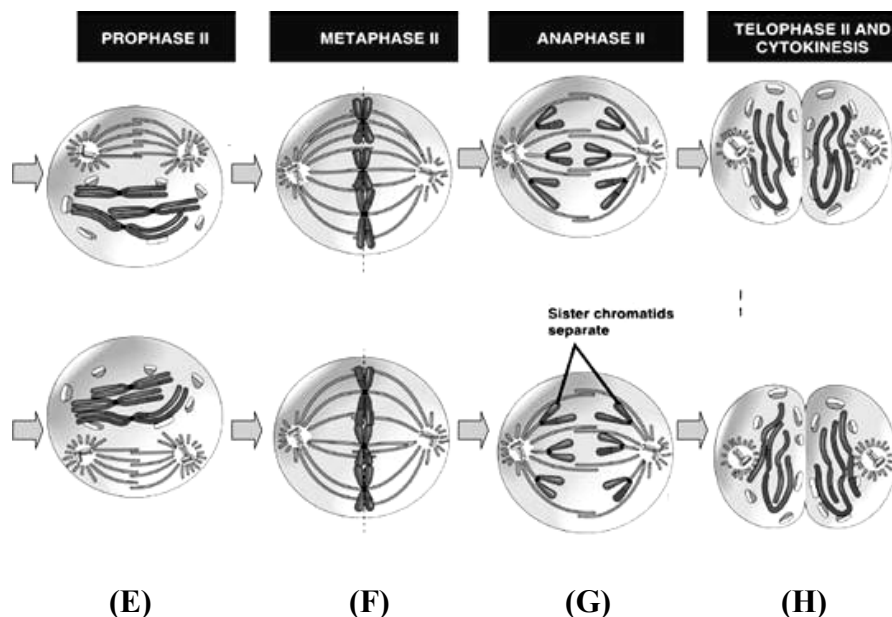 PROPHASE II
METAPHASE II
ANAPHASE II
TELOPHASE II AND
CYTOKINESIS
Sister chromatids
separate
(E)
(F)
(G)
(H)